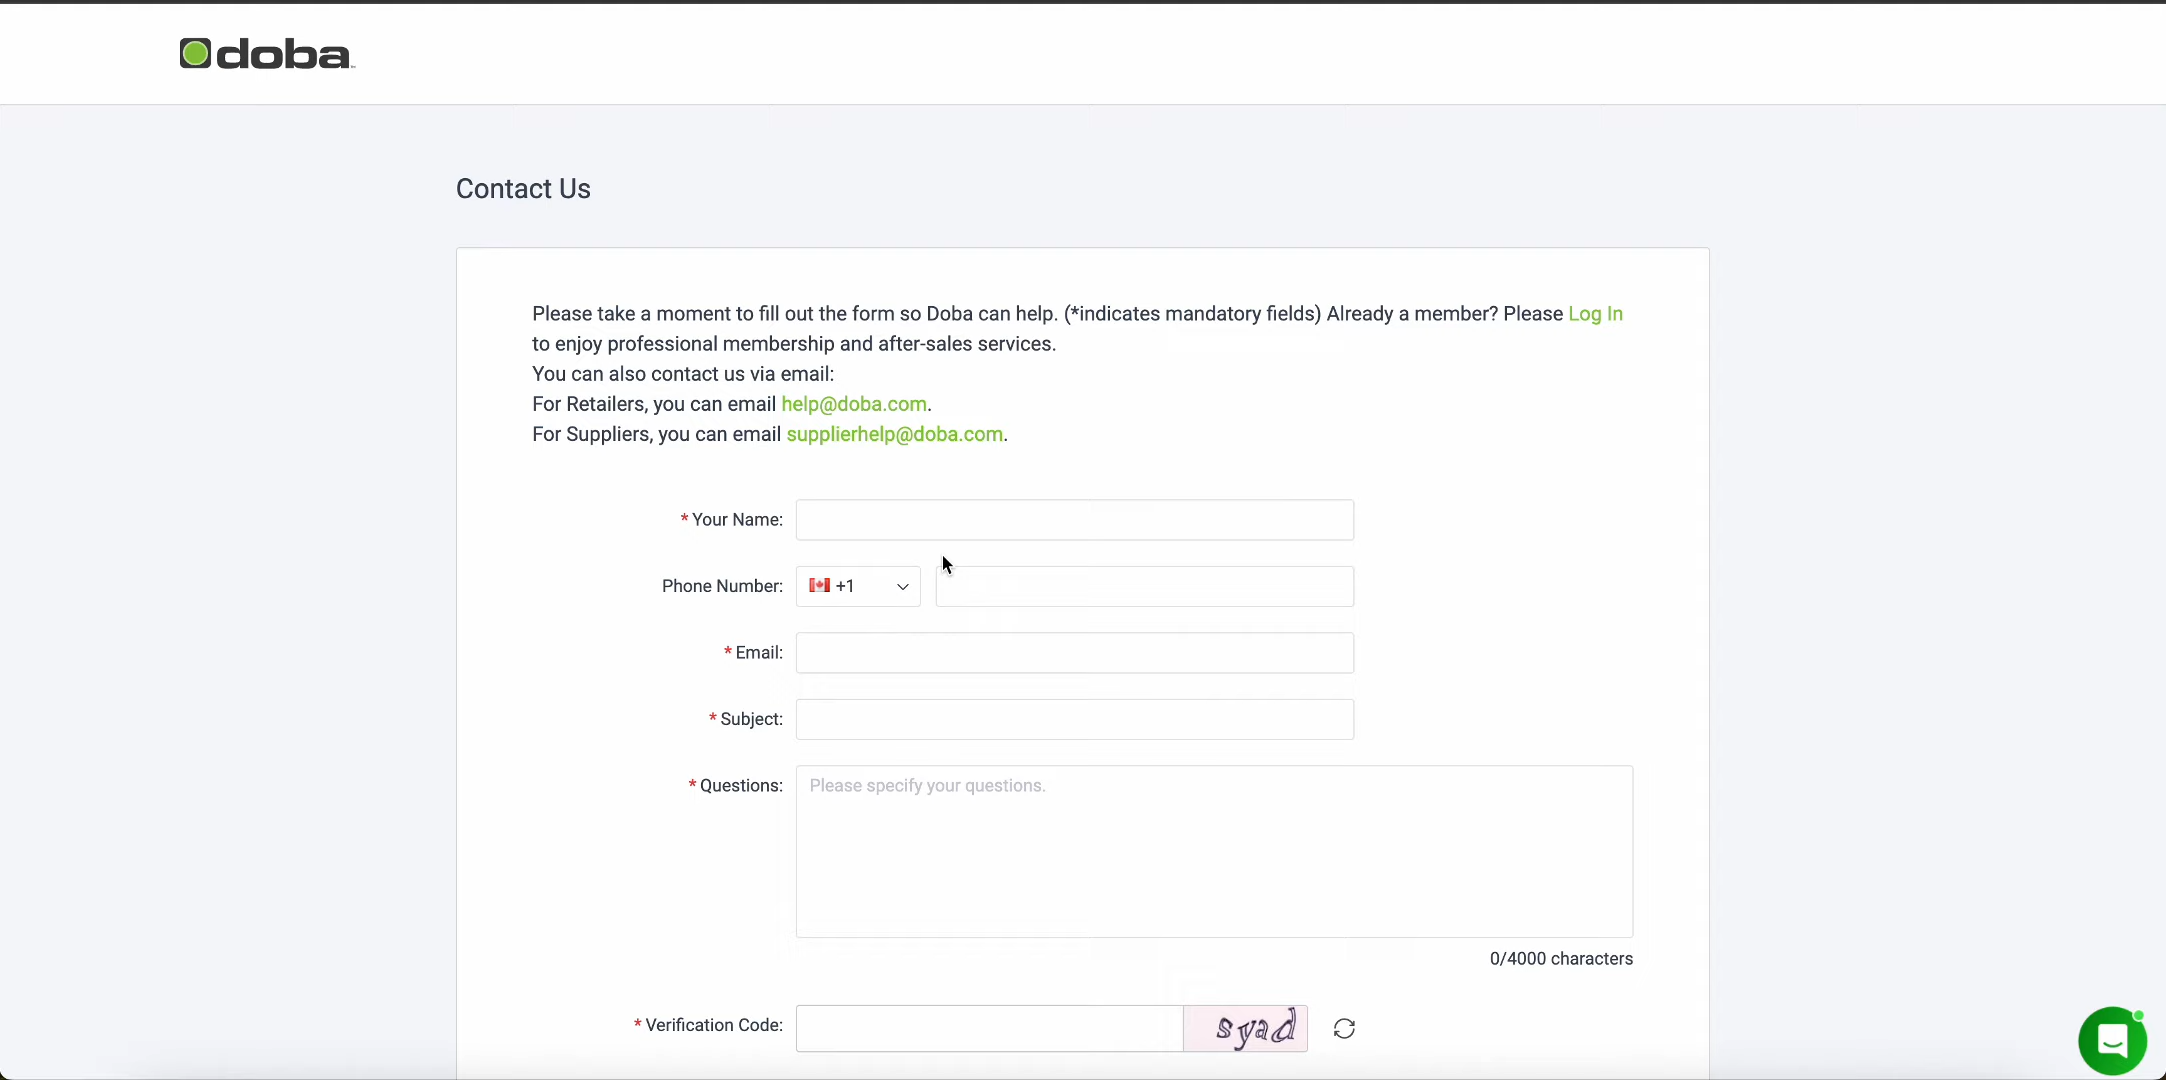 doba
Contact Us
Please take a moment to fill out the form so Doba can help. (*indicates mandatory fields) Already a member? Please Log In
to enjoy professional membership and after-sales services.
You can also contact us via email:
For Retailers, you can email help@doba.com.
For Suppliers, you can email supplierhelp@doba.com.
* Your Name:
Phone Number: +1
* Email:
* Subject:
* Questions: Please specify your questions.
0/4000 characters
* Verification Code: syad